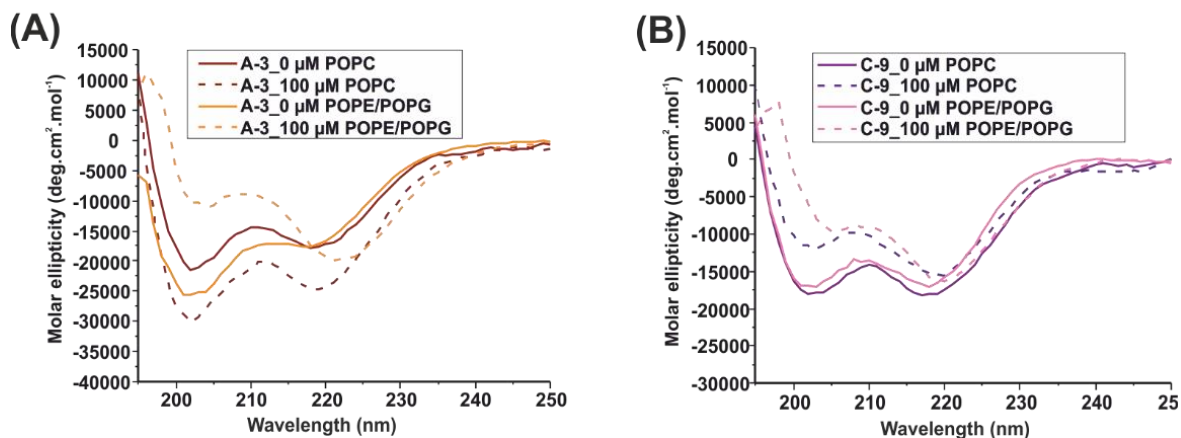 (A)
A-3_0 µM POPC
A-3_100 µM POPC
A-3_0 µM POPE/POPG
A-3_100 µM POPE/POPG
Molar ellipticity (deg.cm².mol⁻¹)
15000
10000
5000
0
-5000
-10000
-15000
-20000
-25000
-30000
-35000
-40000
200 210 220 230 240 250
Wavelength (nm)
(B)
C-9_0 µM POPC
C-9_100 µM POPC
C-9_0 µM POPE/POPG
C-9_100 µM POPE/POPG
Molar ellipticity (deg.cm².mol⁻¹)
15000
10000
5000
0
-5000
-10000
-15000
-20000
-25000
-30000
200 210 220 230 240 250
Wavelength (nm)